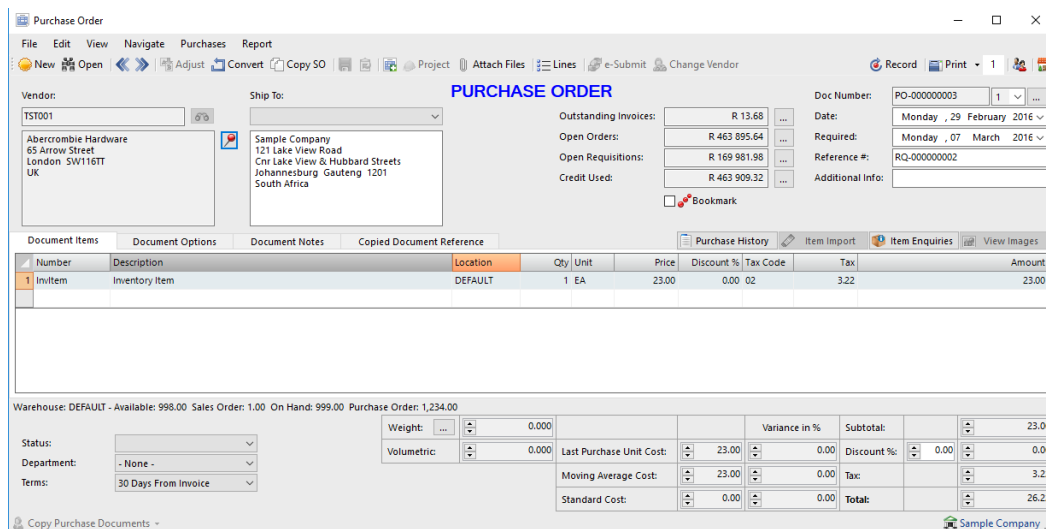 Purchase Order
File Edit View Navigate Purchases Report
New Open Adjust Convert Copy SO Project Attach Files Lines e-Submit Change Vendor Record Print 1
Vendor: Ship To: PURCHASE ORDER Doc Number: PO-000000003 1 ...
TST001 Outstanding Invoices: R 13.68 ... Date: Monday , 29 February 2016
Abercrombie Hardware Sample Company Open Orders: R 463 895.64 ... Required: Monday , 07 March 2016
65 Arrow Street 121 Lake View Road
London SW116TT Cnr Lake View & Hubbard Streets Open Requisitions: R 169 981.98 ... Reference #: RQ-000000002
UK Johannesburg Gauteng 1201
South Africa Credit Used: R 463 909.32 ... Additional Info:
Bookmark
Document Items Document Options Document Notes Copied Document Reference Purchase History Item Import Item Enquiries View Images
Number Description Location Qty Unit Price Discount % Tax Code Tax Amount
1 InvItem Inventory Item DEFAULT 1 EA 23.00 0.00 02 3.22 23.00
Warehouse: DEFAULT - Available: 998.00 Sales Order: 1.00 On Hand: 999.00 Purchase Order: 1,234.00
Weight: ... 0.000 Variance in % Subtotal: 23.0
Status: Volumetric: 0.000 Last Purchase Unit Cost: 23.00 0.00 Discount %: 0.00 0.0
Department: - None - Moving Average Cost: 23.00 0.00 Tax: 3.2
Terms: 30 Days From Invoice Standard Cost: 0.00 0.00 Total: 26.2
Copy Purchase Documents Sample Company